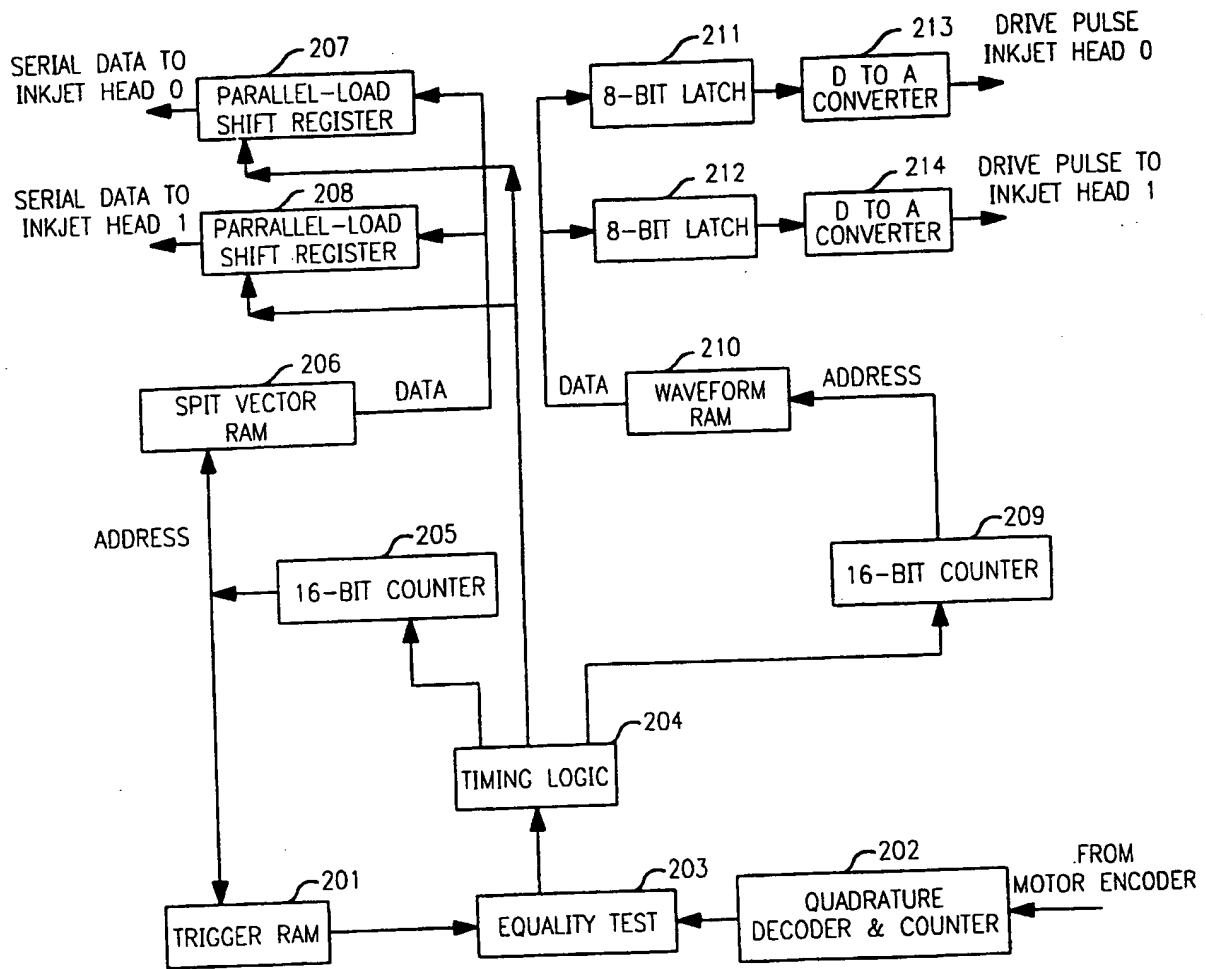 SERIAL DATA TO
INKJET HEAD 0
207
PARALLEL-LOAD
SHIFT REGISTER
211
8-BIT LATCH
213
D TO A
CONVERTER
DRIVE PULSE
INKJET HEAD 0
SERIAL DATA TO
INKJET HEAD 1
208
PARRALLEL-LOAD
SHIFT REGISTER
212
8-BIT LATCH
214
D TO A
CONVERTER
DRIVE PULSE TO
INKJET HEAD 1
206
SPIT VECTOR
RAM
DATA
DATA
210
WAVEFORM
RAM
ADDRESS
ADDRESS
205
16-BIT COUNTER
209
16-BIT COUNTER
204
TIMING LOGIC
201
TRIGGER RAM
203
EQUALITY TEST
202
QUADRATURE
DECODER & COUNTER
FROM
MOTOR ENCODER